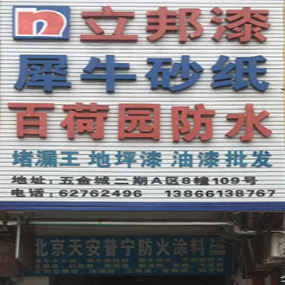 n 立邦漆
犀牛砂纸
百荷园防水
堵漏王 地坪漆 油漆批发
地址：五金城二期A区8幢109号
电话：62762496 13866138767
北京天安普宁防火涂料